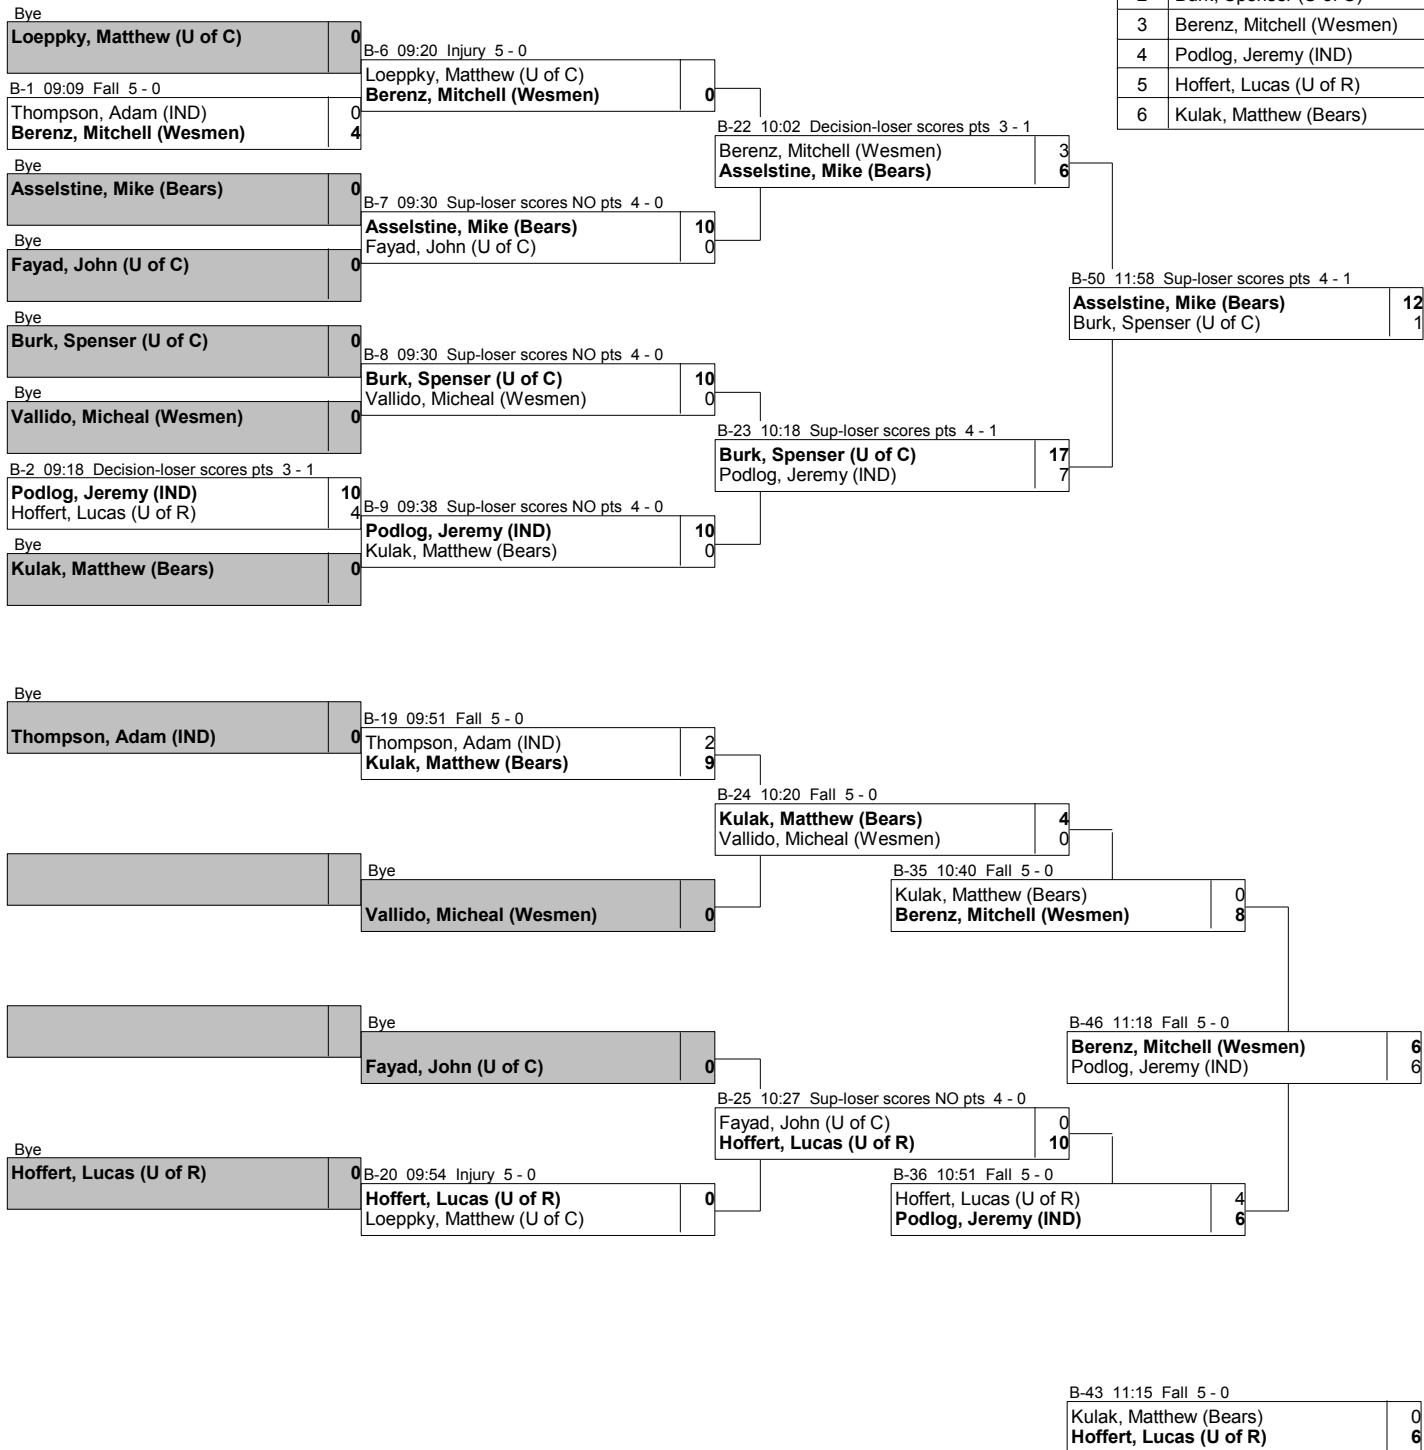 Bye
Loeppky, Matthew (U of C) 0
B-1 09:09 Fall 5 - 0
Thompson, Adam (IND) 0
Berenz, Mitchell (Wesmen) 4
Bye
Asselstine, Mike (Bears) 0
Bye
Fayad, John (U of C) 0
Bye
Burk, Spenser (U of C) 0
Bye
Vallido, Micheal (Wesmen) 0
B-2 09:18 Decision-loser scores pts 3 - 1
Podlog, Jeremy (IND) 10
Hoffert, Lucas (U of R) 4
Bye
Kulak, Matthew (Bears) 0
B-6 09:20 Injury 5 - 0
Loeppky, Matthew (U of C)
Berenz, Mitchell (Wesmen) 0
B-7 09:30 Sup-loser scores NO pts 4 - 0
Asselstine, Mike (Bears) 10
Fayad, John (U of C) 0
B-8 09:30 Sup-loser scores NO pts 4 - 0
Burk, Spenser (U of C) 10
Vallido, Micheal (Wesmen) 0
B-9 09:38 Sup-loser scores NO pts 4 - 0
Podlog, Jeremy (IND) 10
Kulak, Matthew (Bears) 0
B-22 10:02 Decision-loser scores pts 3 - 1
Berenz, Mitchell (Wesmen) 3
Asselstine, Mike (Bears) 6
B-23 10:18 Sup-loser scores pts 4 - 1
Burk, Spenser (U of C) 17
Podlog, Jeremy (IND) 7
3 Berenz, Mitchell (Wesmen)
4 Podlog, Jeremy (IND)
5 Hoffert, Lucas (U of R)
6 Kulak, Matthew (Bears)
B-50 11:58 Sup-loser scores pts 4 - 1
Asselstine, Mike (Bears) 12
Burk, Spenser (U of C) 1
Bye
Thompson, Adam (IND) 0
Bye
Hoffert, Lucas (U of R) 0
B-19 09:51 Fall 5 - 0
Thompson, Adam (IND) 2
Kulak, Matthew (Bears) 9
Bye
Vallido, Micheal (Wesmen) 0
Bye
Fayad, John (U of C) 0
B-20 09:54 Injury 5 - 0
Hoffert, Lucas (U of R) 0
Loeppky, Matthew (U of C)
B-24 10:20 Fall 5 - 0
Kulak, Matthew (Bears) 4
Vallido, Micheal (Wesmen) 0
B-25 10:27 Sup-loser scores NO pts 4 - 0
Fayad, John (U of C) 0
Hoffert, Lucas (U of R) 10
B-35 10:40 Fall 5 - 0
Kulak, Matthew (Bears) 0
Berenz, Mitchell (Wesmen) 8
B-36 10:51 Fall 5 - 0
Hoffert, Lucas (U of R) 4
Podlog, Jeremy (IND) 6
B-46 11:18 Fall 5 - 0
Berenz, Mitchell (Wesmen) 6
Podlog, Jeremy (IND) 6
B-43 11:15 Fall 5 - 0
Kulak, Matthew (Bears) 0
Hoffert, Lucas (U of R) 6